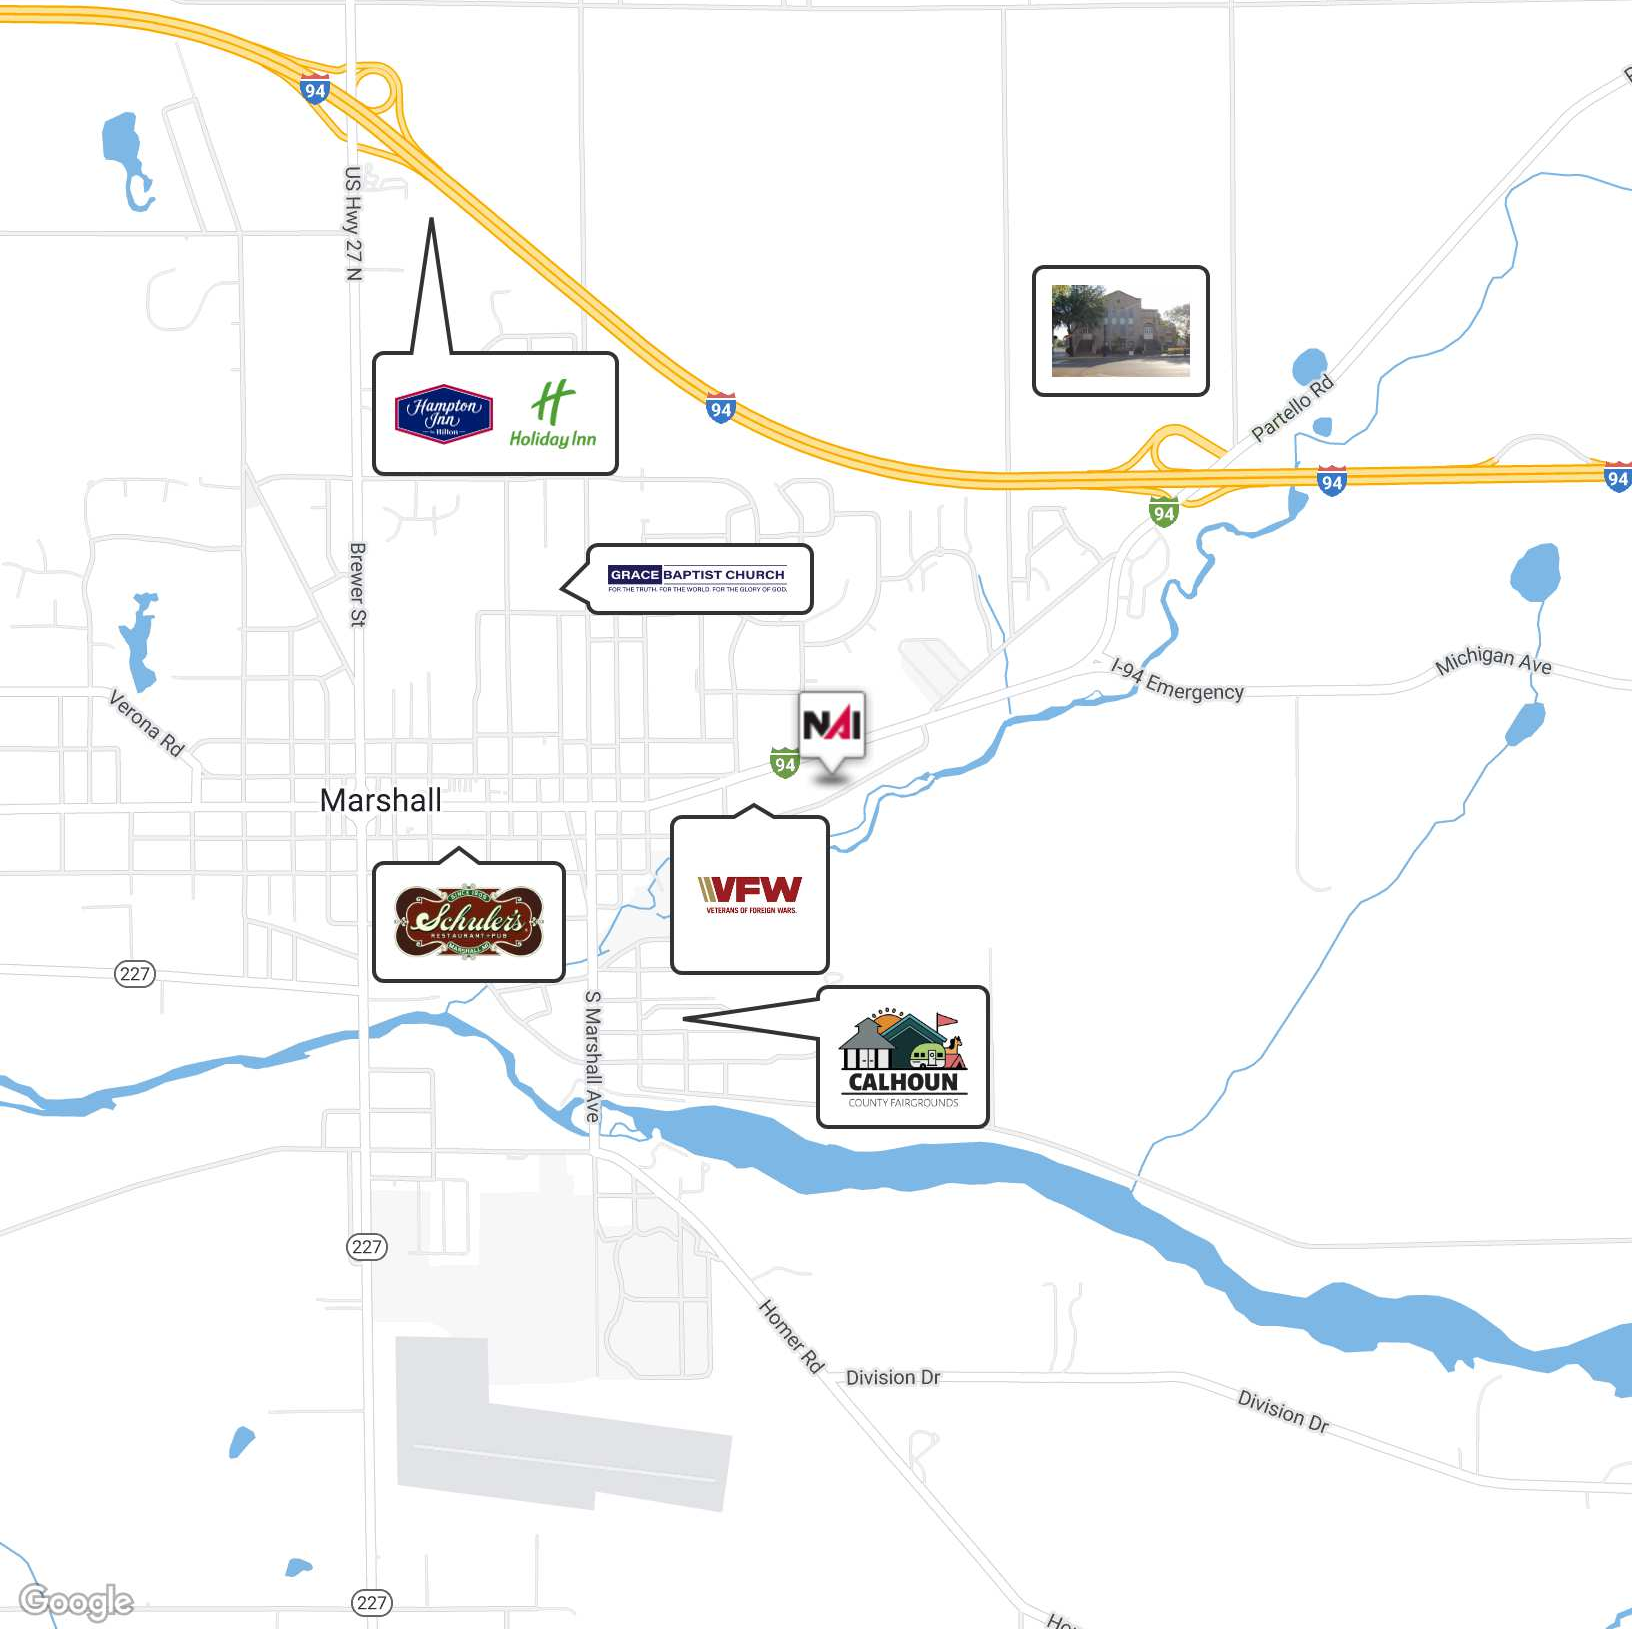 94
US Hwy 27 N
Hampton
Inn
by Hilton
Holiday Inn
94
Partello Rd
94
94
94
Brewer St
GRACE BAPTIST CHURCH
FOR THE TRUTH. FOR THE WORLD. FOR THE GLORY OF GOD.
I-94 Emergency
Michigan Ave
Verona Rd
NAI
94
Marshall
SINCE 1909
Schuler's
RESTAURANT + PUB
MARSHALL MI
VFW
VETERANS OF FOREIGN WARS.
227
S Marshall Ave
CALHOUN
COUNTY FAIRGROUNDS
227
Homer Rd
Division Dr
Division Dr
Google
227